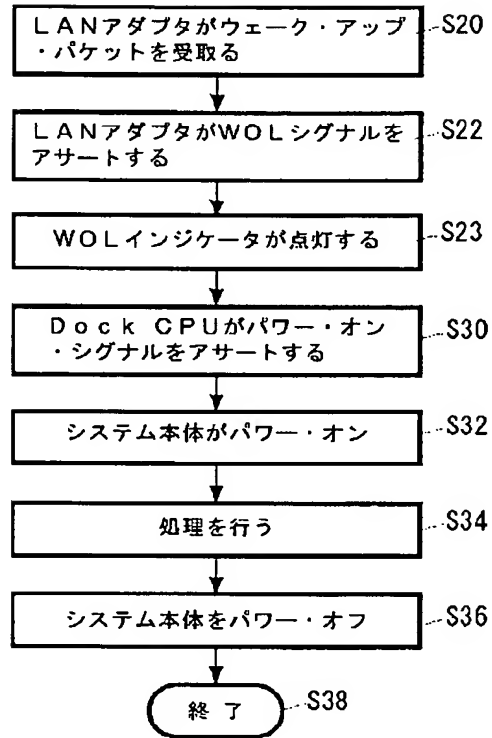 LANアダプタがウェーク・アップ
・パケットを受取る
S20
LANアダプタがWOLシグナルを
アサートする
S22
WOLインジケータが点灯する
S23
Dock CPUがパワー・オン
・シグナルをアサートする
S30
システム本体がパワー・オン
S32
処理を行う
S34
システム本体をパワー・オフ
S36
終了
S38